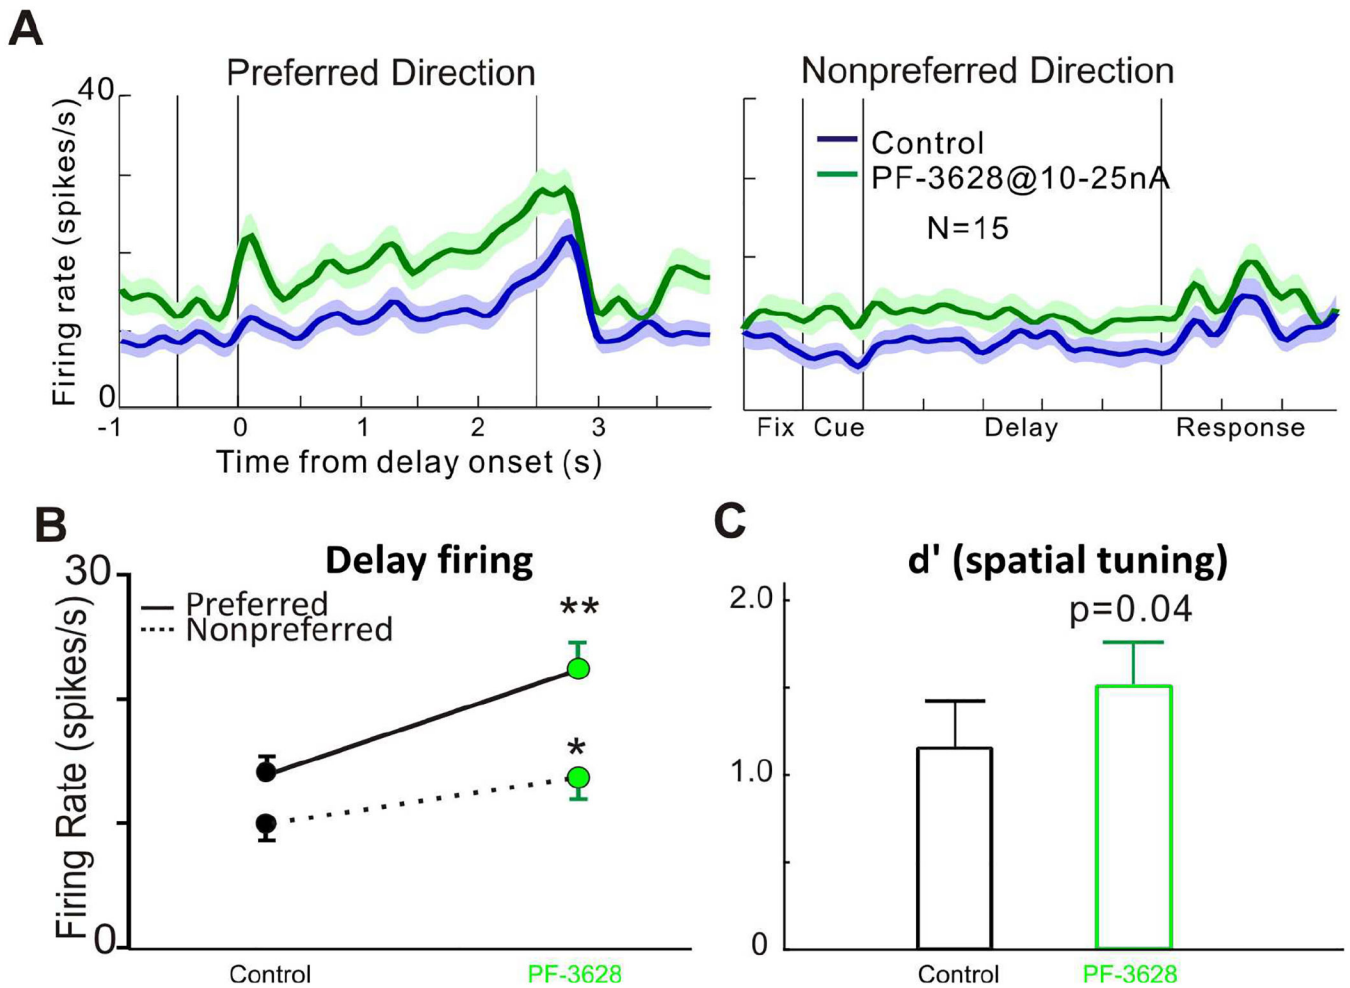 A
Preferred Direction
Nonpreferred Direction
Firing rate (spikes/s)
40
0
-1 0 1 2 3
Time from delay onset (s)
Control
PF-3628@10-25nA
N=15
Fix Cue Delay Response
B
Delay firing
Firing Rate (spikes/s)
30
0
Preferred
Nonpreferred
**
*
Control PF-3628
C
d' (spatial tuning)
p=0.04
2.0
1.0
0
Control PF-3628